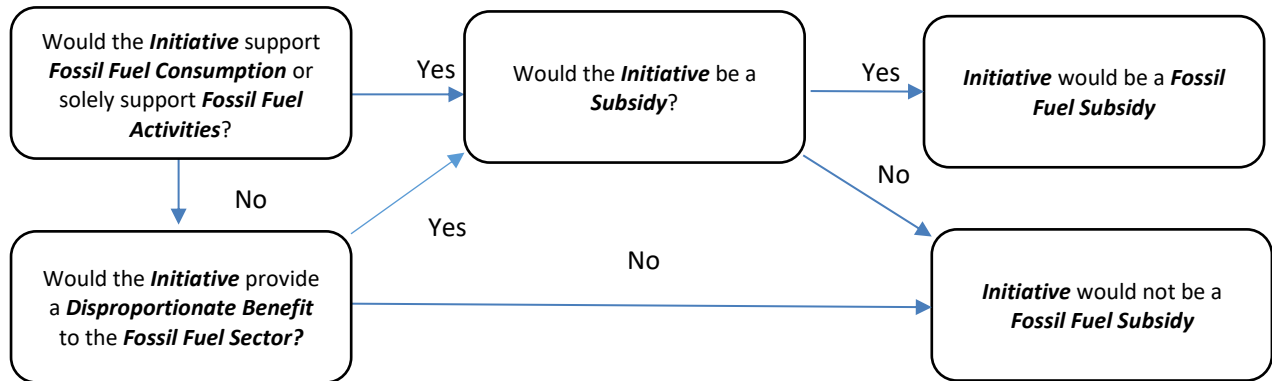 Would the Initiative support
Fossil Fuel Consumption or
solely support Fossil Fuel
Activities?
Yes
Would the Initiative be a
Subsidy?
Yes
Initiative would be a Fossil
Fuel Subsidy
No
Yes
No
No
Would the Initiative provide
a Disproportionate Benefit
to the Fossil Fuel Sector?
Initiative would not be a
Fossil Fuel Subsidy